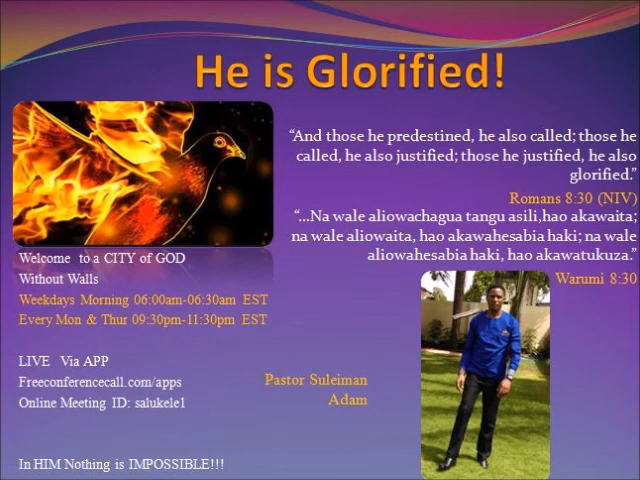 He is Glorified!
“And those he predestined, he also called; those he
called, he also justified; those he justified, he also
glorified.”
Romans 8:30 (NIV)
“…Na wale aliowachagua tangu asili,hao akawaita;
na wale aliowaita, hao akawahesabia haki; na wale
aliowahesabia haki, hao akawatukuza.”
Warumi 8:30
Welcome to a CITY of GOD
Without Walls
Weekdays Morning 06:00am-06:30am EST
Every Mon & Thur 09:30pm-11:30pm EST
LIVE Via APP
Freeconferencecall.com/apps
Online Meeting ID: salukele1
Pastor Suleiman
Adam
In HIM Nothing is IMPOSSIBLE!!!